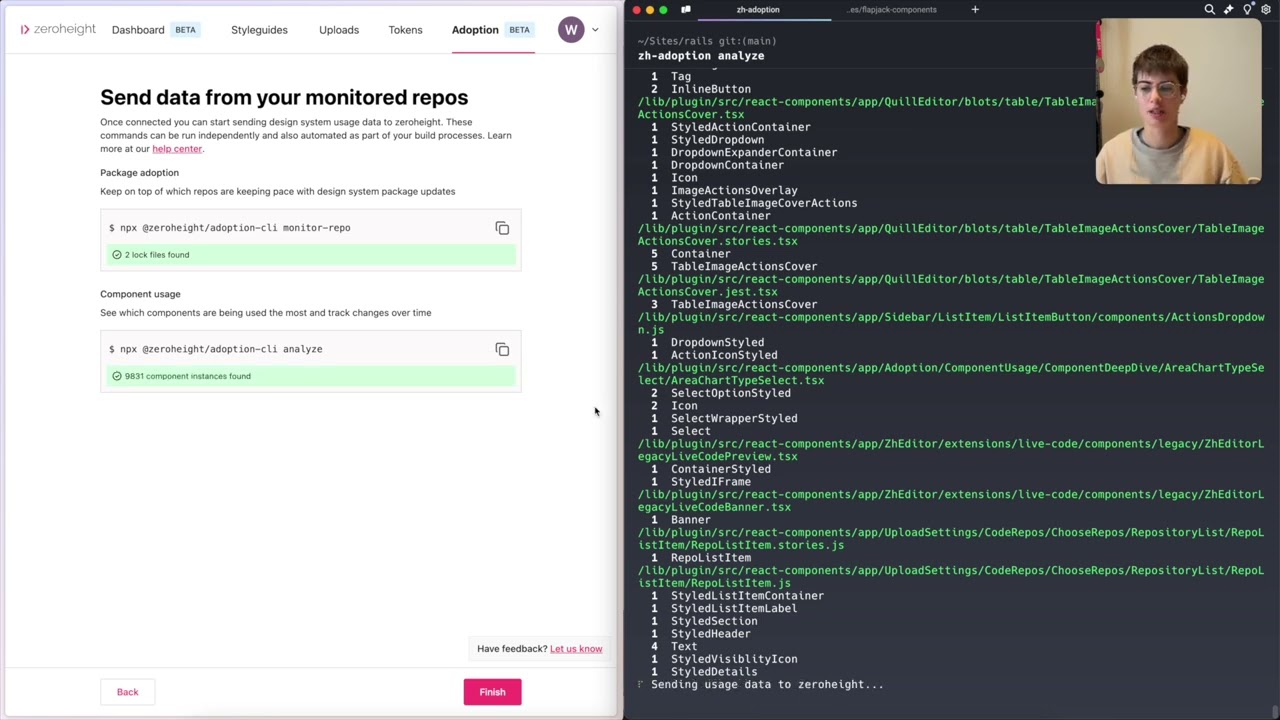 zeroheight
Dashboard BETA
Styleguides
Uploads
Tokens
Adoption BETA
W
Send data from your monitored repos
Once connected you can start sending design system usage data to zeroheight. These
commands can be run independently and also automated as part of your build processes. Learn
more at our help center.
Package adoption
Keep on top of which repos are keeping pace with design system package updates
$ npx @zeroheight/adoption-cli monitor-repo
2 lock files found
Component usage
See which components are being used the most and track changes over time
$ npx @zeroheight/adoption-cli analyze
9831 component instances found
Have feedback? Let us know
Back
Finish
zh-adoption
..es/flapjack-components
~/Sites/rails git:(main)
zh-adoption analyze
1 Tag
2 InlineButton
/lib/plugin/src/react-components/app/QuillEditor/blots/table/TableIma
ActionsCover.tsx
1 StyledActionContainer
1 StyledDropdown
1 DropdownExpanderContainer
1 DropdownContainer
1 Icon
1 ImageActionsOverlay
1 StyledTableImageCoverActions
1 ActionContainer
/lib/plugin/src/react-components/app/QuillEditor/blots/table/TableImageActionsCover/TableImage
ActionsCover.stories.tsx
5 Container
5 TableImageActionsCover
/lib/plugin/src/react-components/app/QuillEditor/blots/table/TableImageActionsCover/TableImage
ActionsCover.jest.tsx
3 TableImageActionsCover
/lib/plugin/src/react-components/app/Sidebar/ListItem/ListItemButton/components/ActionsDropdow
n.js
1 DropdownStyled
1 ActionIconStyled
/lib/plugin/src/react-components/app/Adoption/ComponentUsage/ComponentDeepDive/AreaChartTypeSe
lect/AreaChartTypeSelect.tsx
2 SelectOptionStyled
2 Icon
1 SelectWrapperStyled
1 Select
/lib/plugin/src/react-components/app/ZhEditor/extensions/live-code/components/legacy/ZhEditorL
egacyLiveCodePreview.tsx
1 ContainerStyled
1 StyledIFrame
/lib/plugin/src/react-components/app/ZhEditor/extensions/live-code/components/legacy/ZhEditorL
egacyLiveCodeBanner.tsx
1 Banner
/lib/plugin/src/react-components/app/UploadSettings/CodeRepos/ChooseRepos/RepositoryList/RepoL
istItem/RepoListItem.stories.js
1 RepoListItem
/lib/plugin/src/react-components/app/UploadSettings/CodeRepos/ChooseRepos/RepositoryList/RepoL
istItem/RepoListItem.js
1 StyledListItemContainer
1 StyledListItemLabel
1 StyledSection
1 StyledHeader
4 Text
1 StyledVisiblityIcon
1 StyledDetails
Sending usage data to zeroheight...